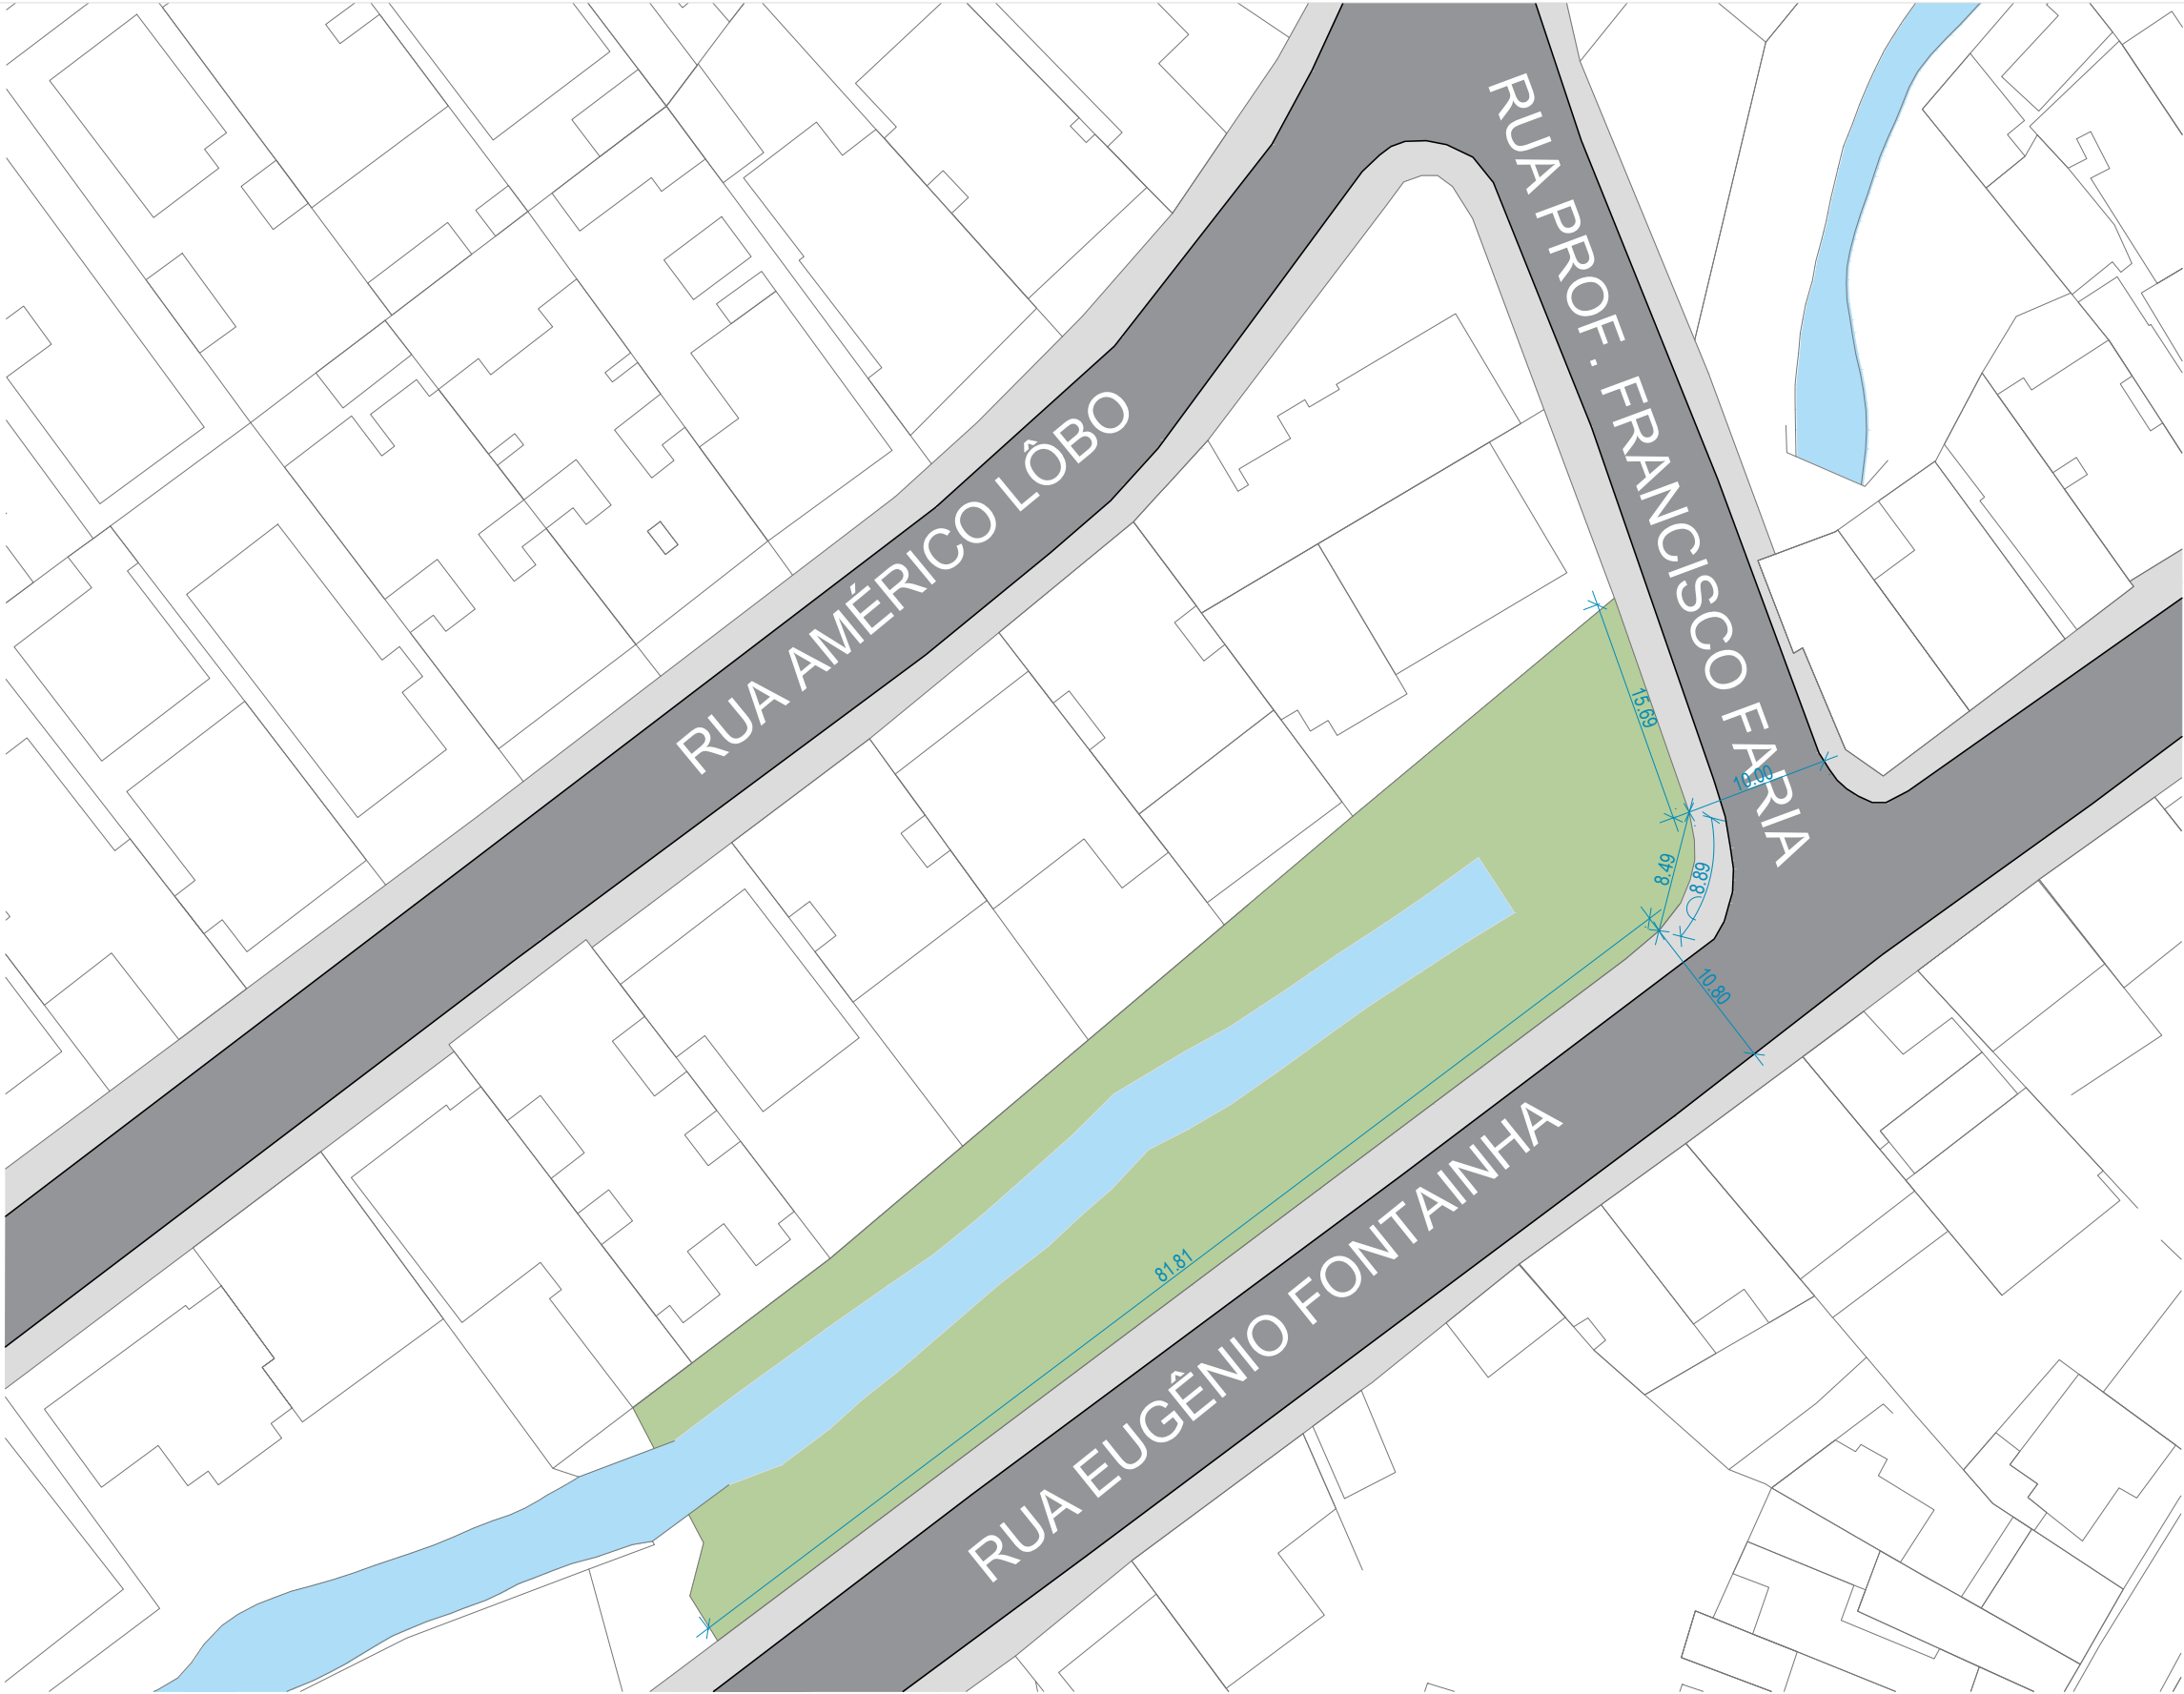 RUA PROF. FRANCISCO FARIA
RUA AMÉRICO LÔBO
15.69
10.00
8.49
8.89
10.80
81.81
RUA EUGÊNIO FONTAINHA